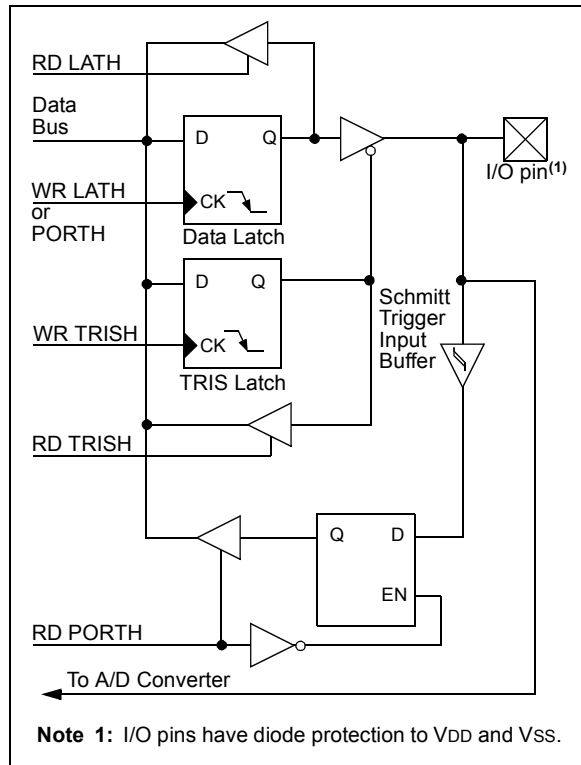 RD LATH
Data
Bus
D Q
I/O pin(1)
WR LATH
or
PORTH
CK
Data Latch
D Q
WR TRISH
CK
TRIS Latch
Schmitt
Trigger
Input
Buffer
RD TRISH
Q D
EN
RD PORTH
To A/D Converter
Note 1: I/O pins have diode protection to VDD and VSS.